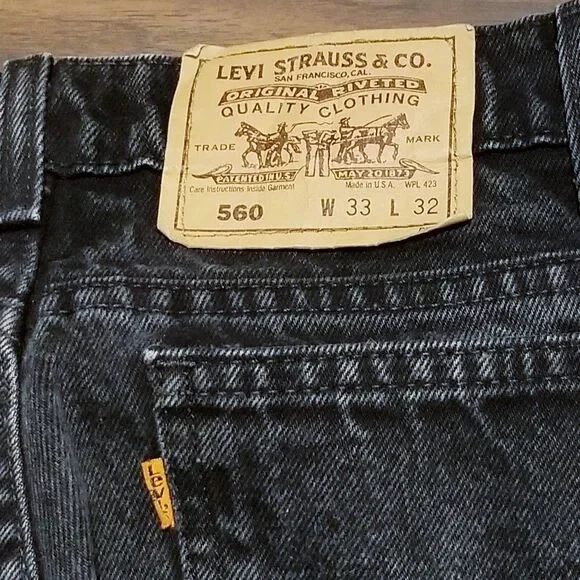 LEVI STRAUSS & CO.
SAN FRANCISCO, CAL.
ORIGINAL RIVETED
QUALITY CLOTHING
TRADE MARK
PATENTED IN U.S. MAY 20 1873
Care Instructions Inside Garment Made in U.S.A. WPL 423
560 W 33 L 32
LEVI'S